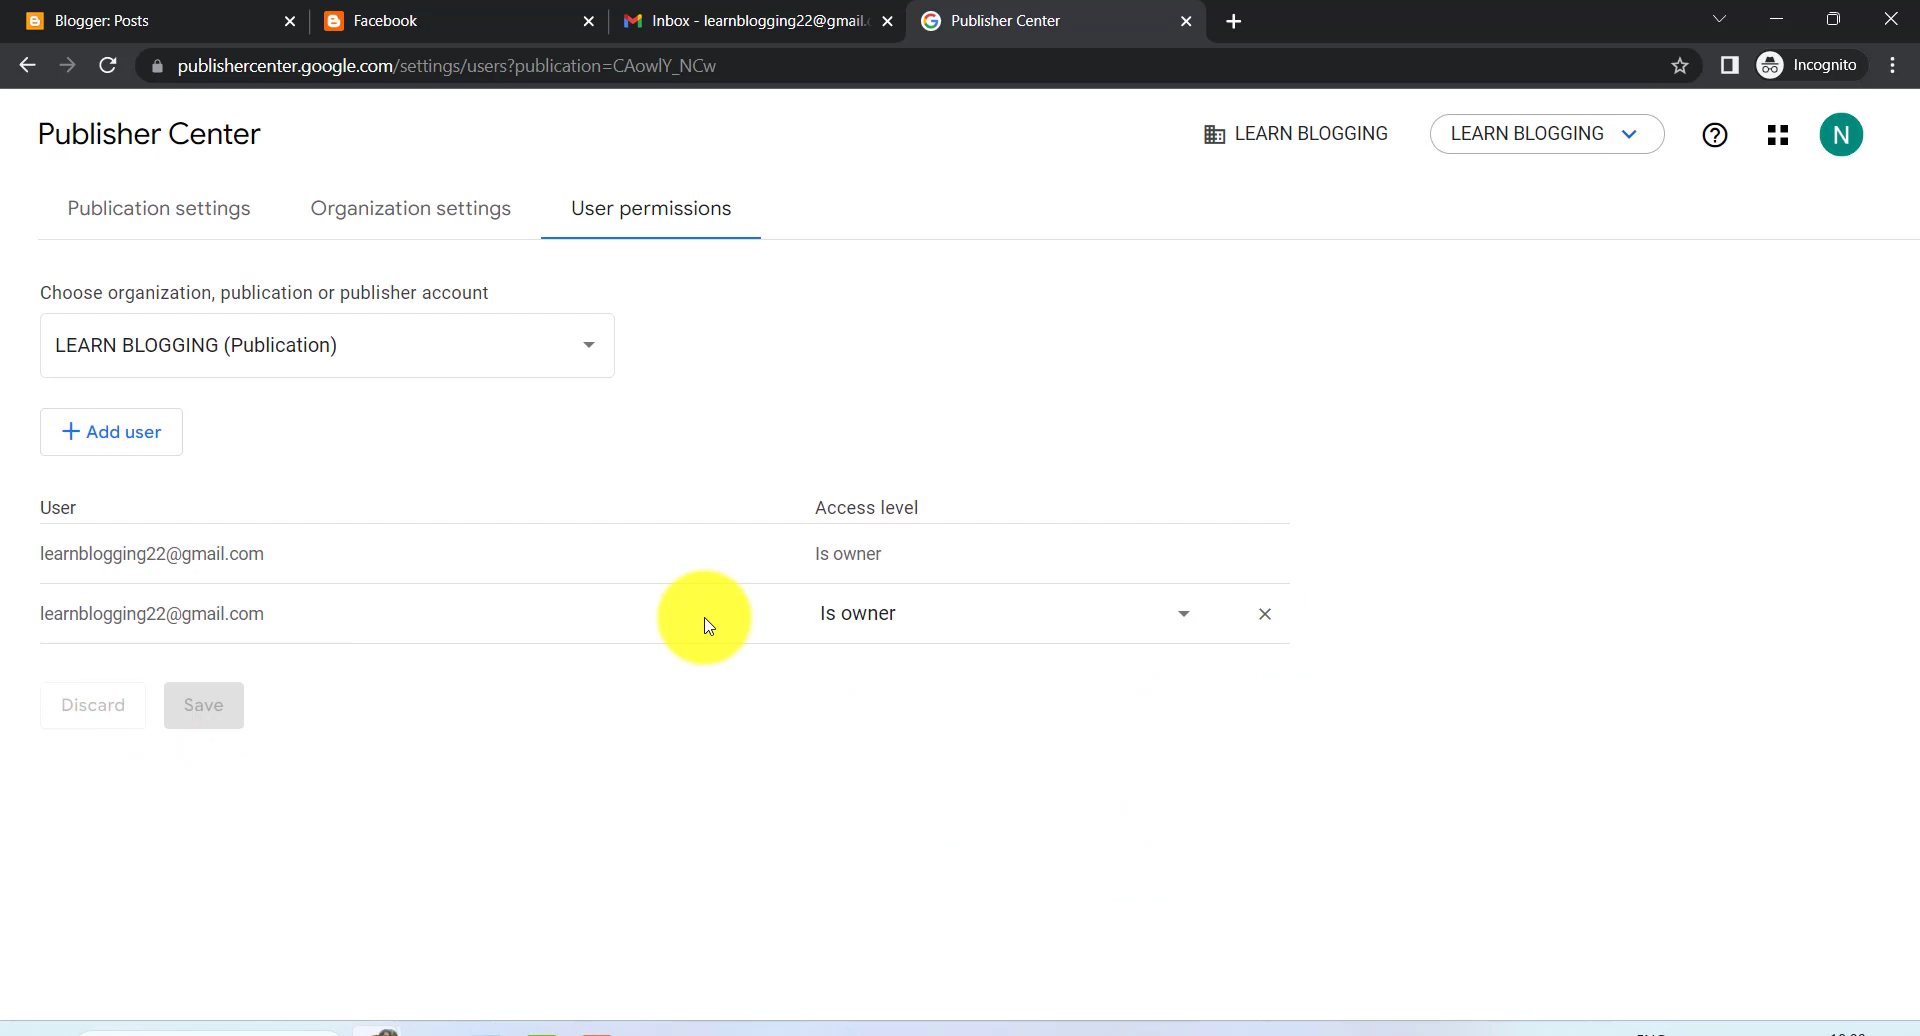 Blogger: Posts
Facebook
Inbox - learnblogging22@gmail.c
Publisher Center
publishercenter.google.com/settings/users?publication=CAowlY_NCw
Incognito
Publisher Center
LEARN BLOGGING
LEARN BLOGGING
N
Publication settings
Organization settings
User permissions
Choose organization, publication or publisher account
LEARN BLOGGING (Publication)
+ Add user
User
Access level
learnblogging22@gmail.com
Is owner
learnblogging22@gmail.com
Is owner
Discard
Save